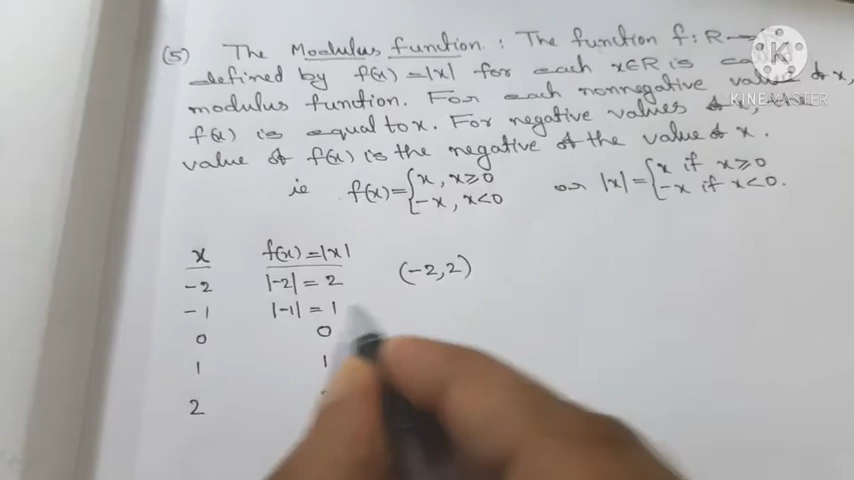 (5) The Modulus function : The function f: R→
defined by f(x) = |x| for each x∈R is
modulus function. For each nonnegative value of x,
f(x) is equal to x. For negative values of x, the
value of f(x) is the negative of the value of x.
ie f(x) = { x, x≥0 or |x| = { x if x≥0
-x, x<0 -x if x<0.
x f(x) = |x|
-2 |-2| = 2 (-2, 2)
-1 |-1| = 1
0 0
1 1
2
K
KINEMASTER